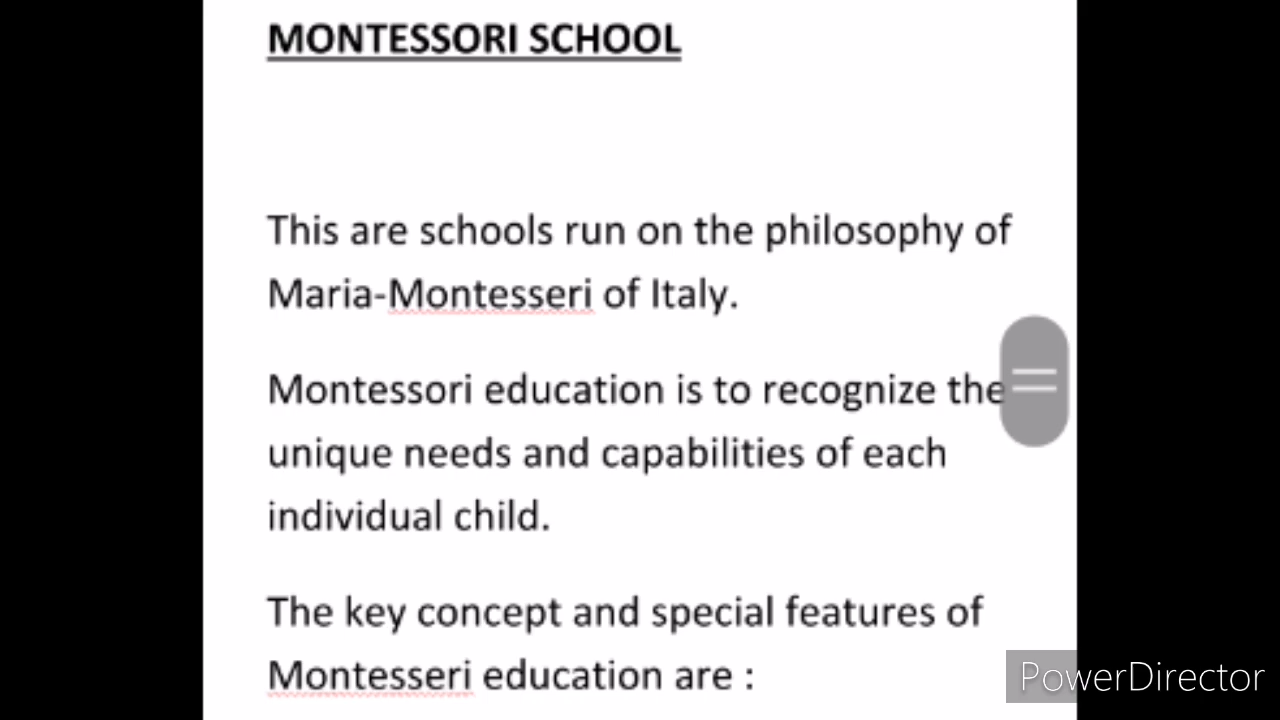 MONTESSORI SCHOOL
This are schools run on the philosophy of
Maria-Montesseri of Italy.
Montessori education is to recognize the
unique needs and capabilities of each
individual child.
The key concept and special features of
Montesseri education are :
PowerDirector